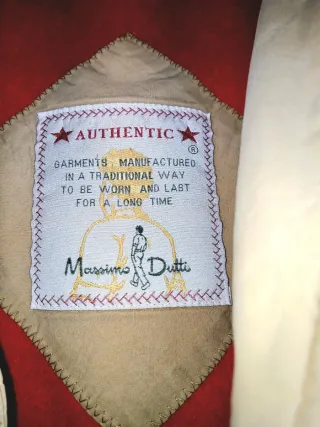 ★ AUTHENTIC ★
®
GARMENTS MANUFACTURED
IN A TRADITIONAL WAY
TO BE WORN AND LAST
FOR A LONG TIME
Massimo Dutti